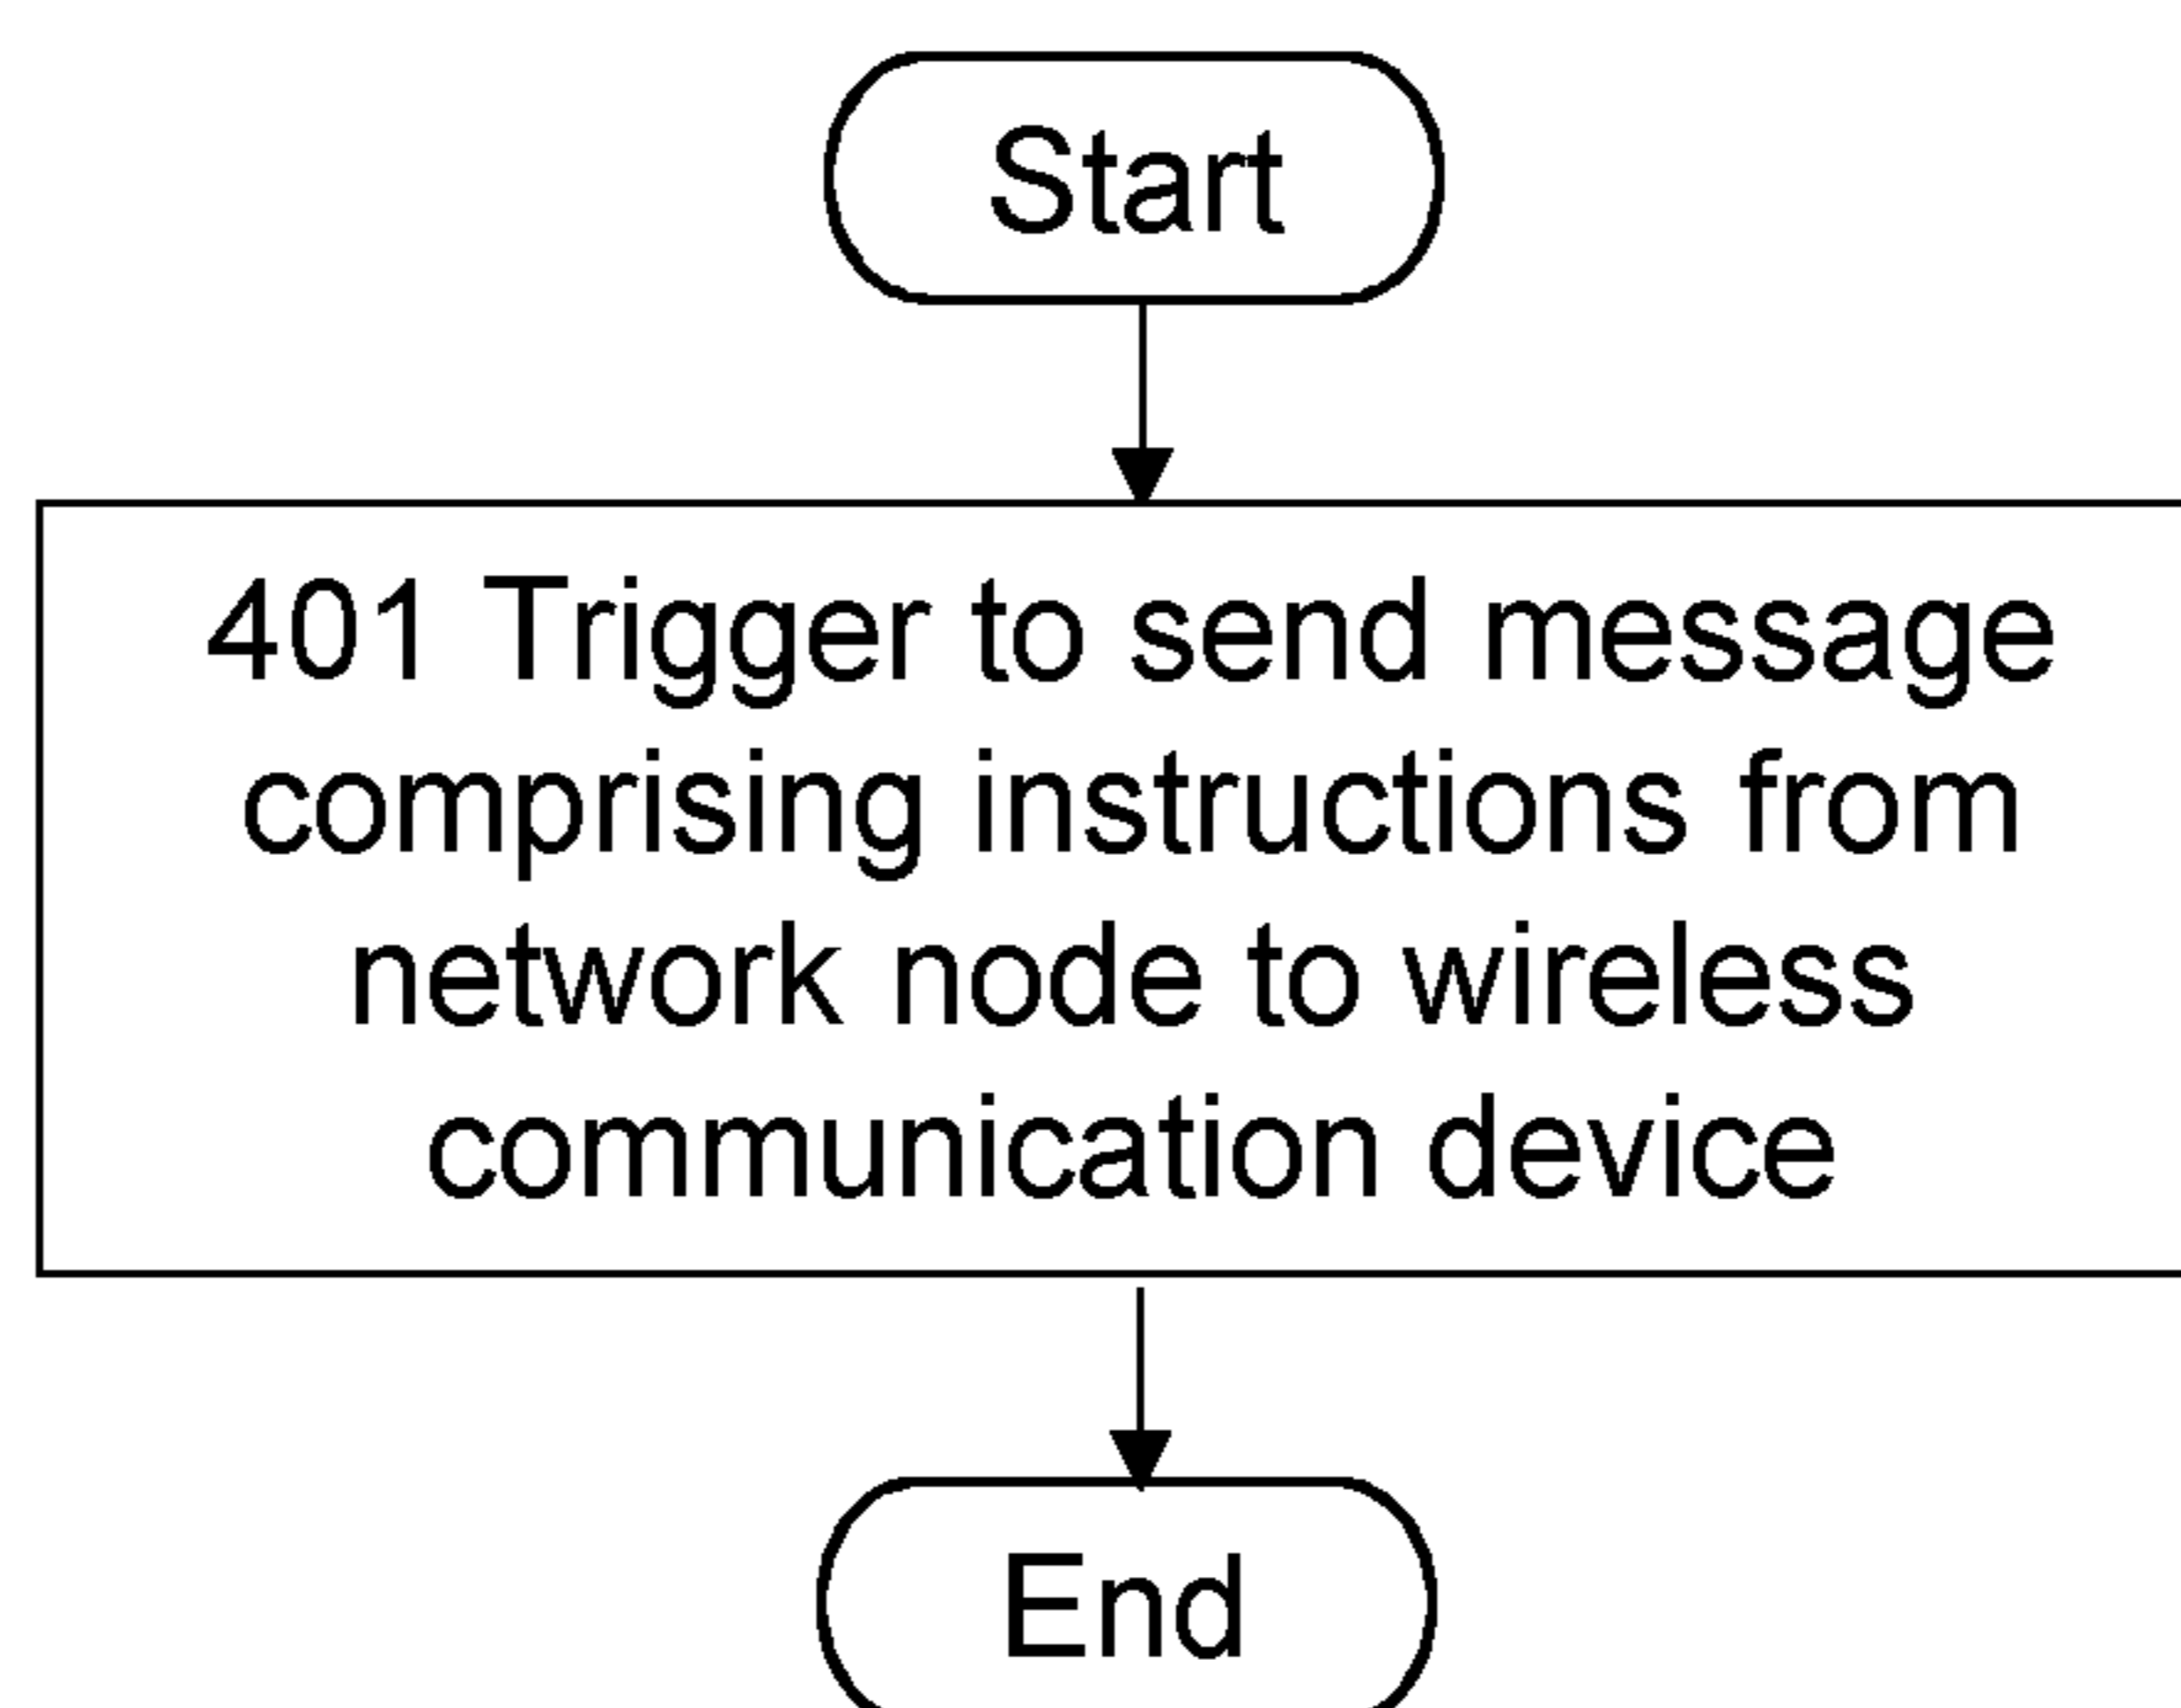 Start
401 Trigger to send message
comprising instructions from
network node to wireless
communication device
End